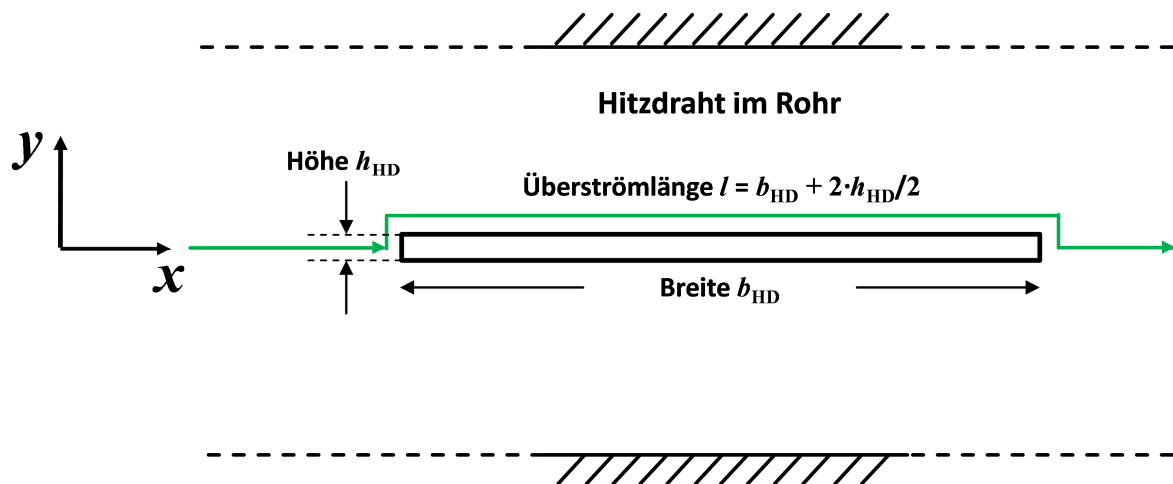 Hitzdraht im Rohr
y
Höhe hHD
Überströmlänge l = bHD + 2·hHD/2
x
Breite bHD